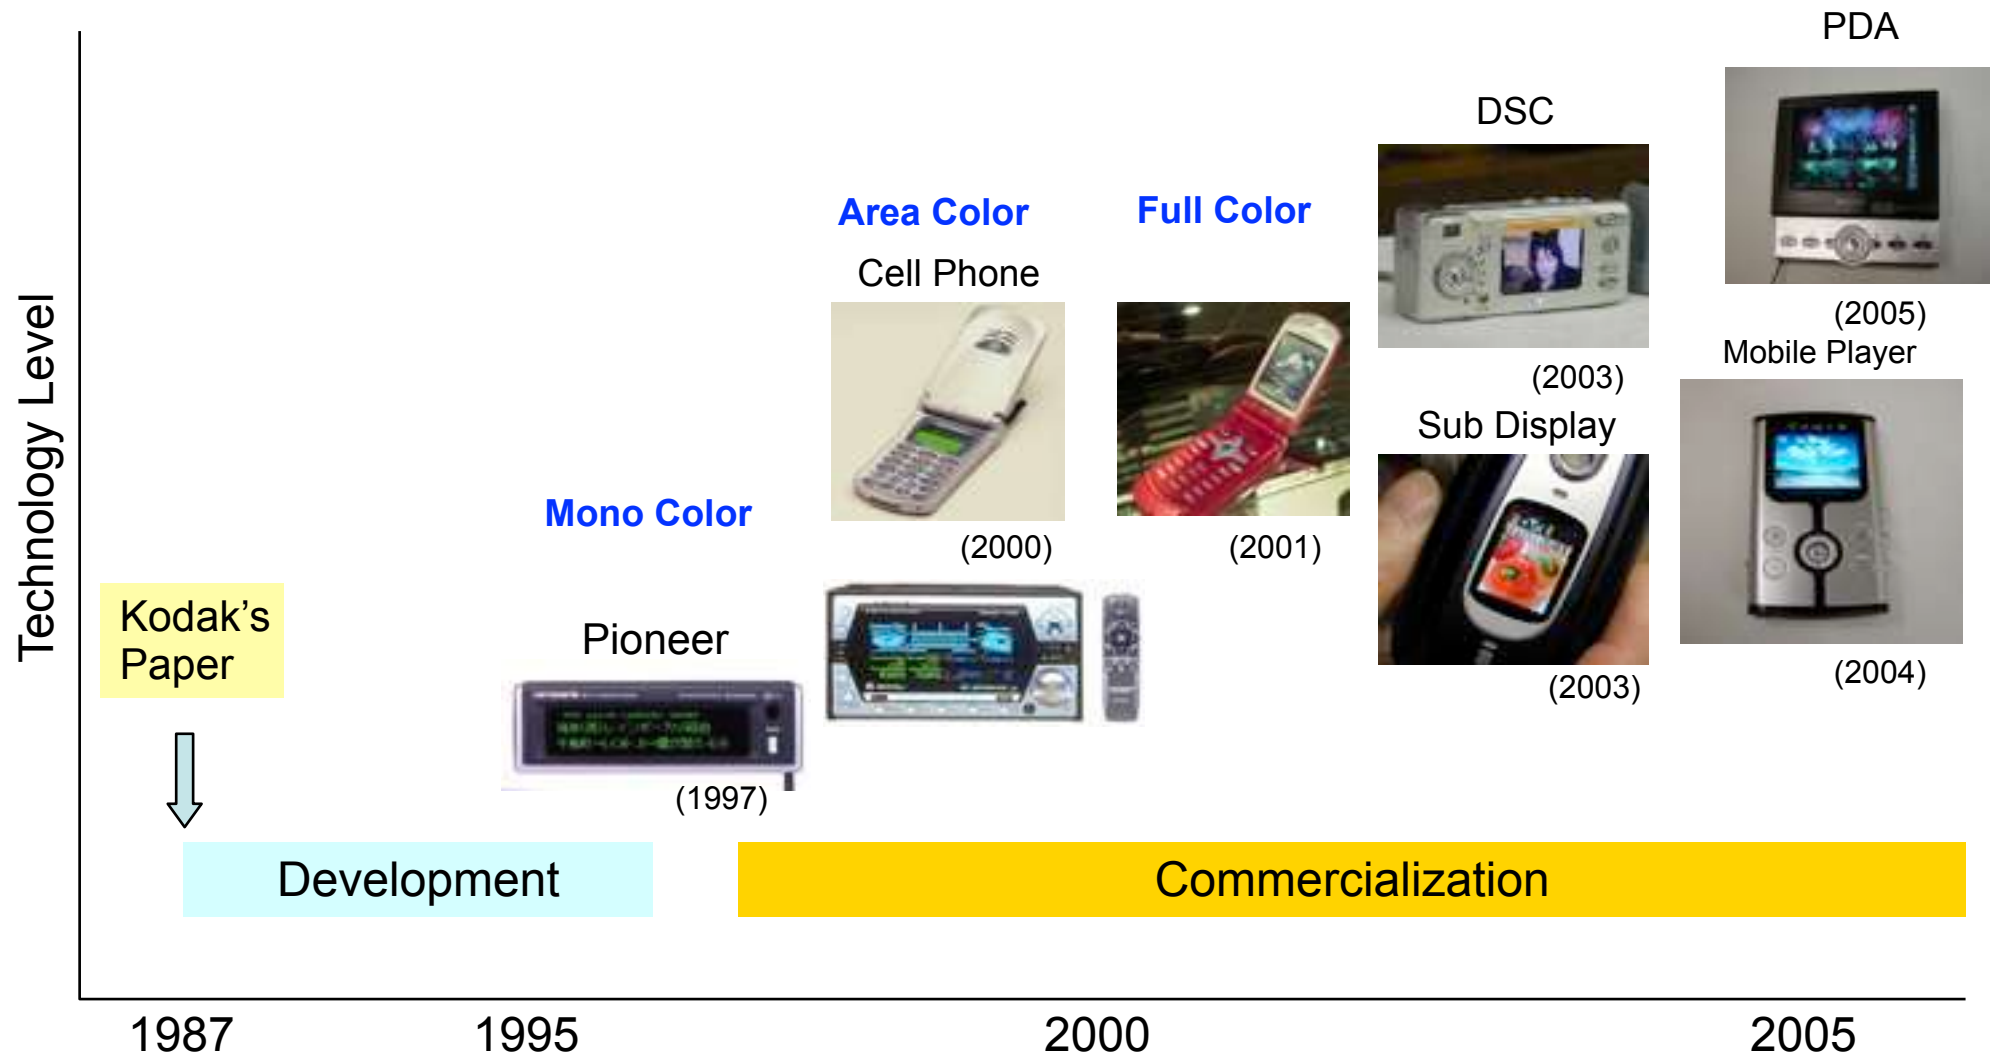 PDA
DSC
Area Color
Full Color
Cell Phone
(2005)
Mobile Player
(2003)
Sub Display
Mono Color
(2000)
(2001)
Technology Level
Kodak's
Paper
Pioneer
(2004)
(2003)
(1997)
Development
Commercialization
1987
1995
2000
2005